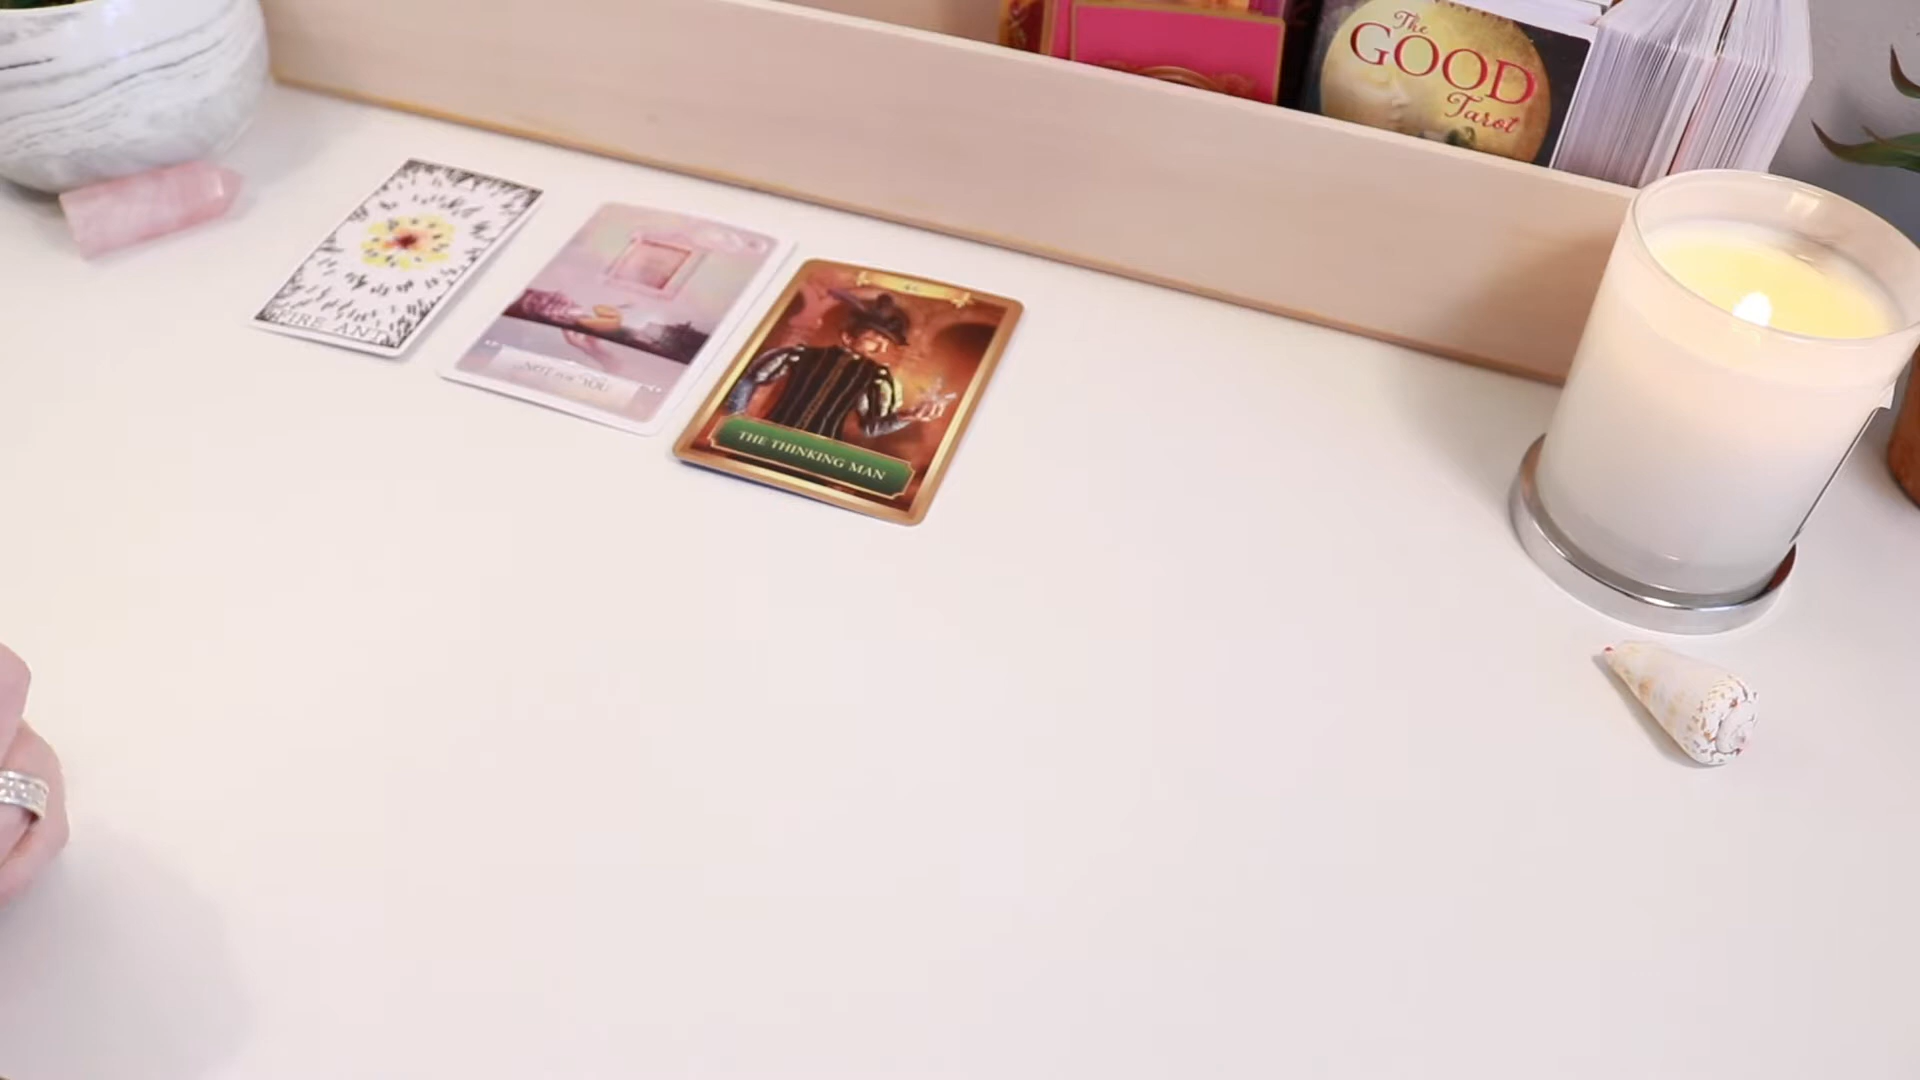 The
GOOD
Tarot
FIRE ANT
NOT FOR YOU
THE THINKING MAN